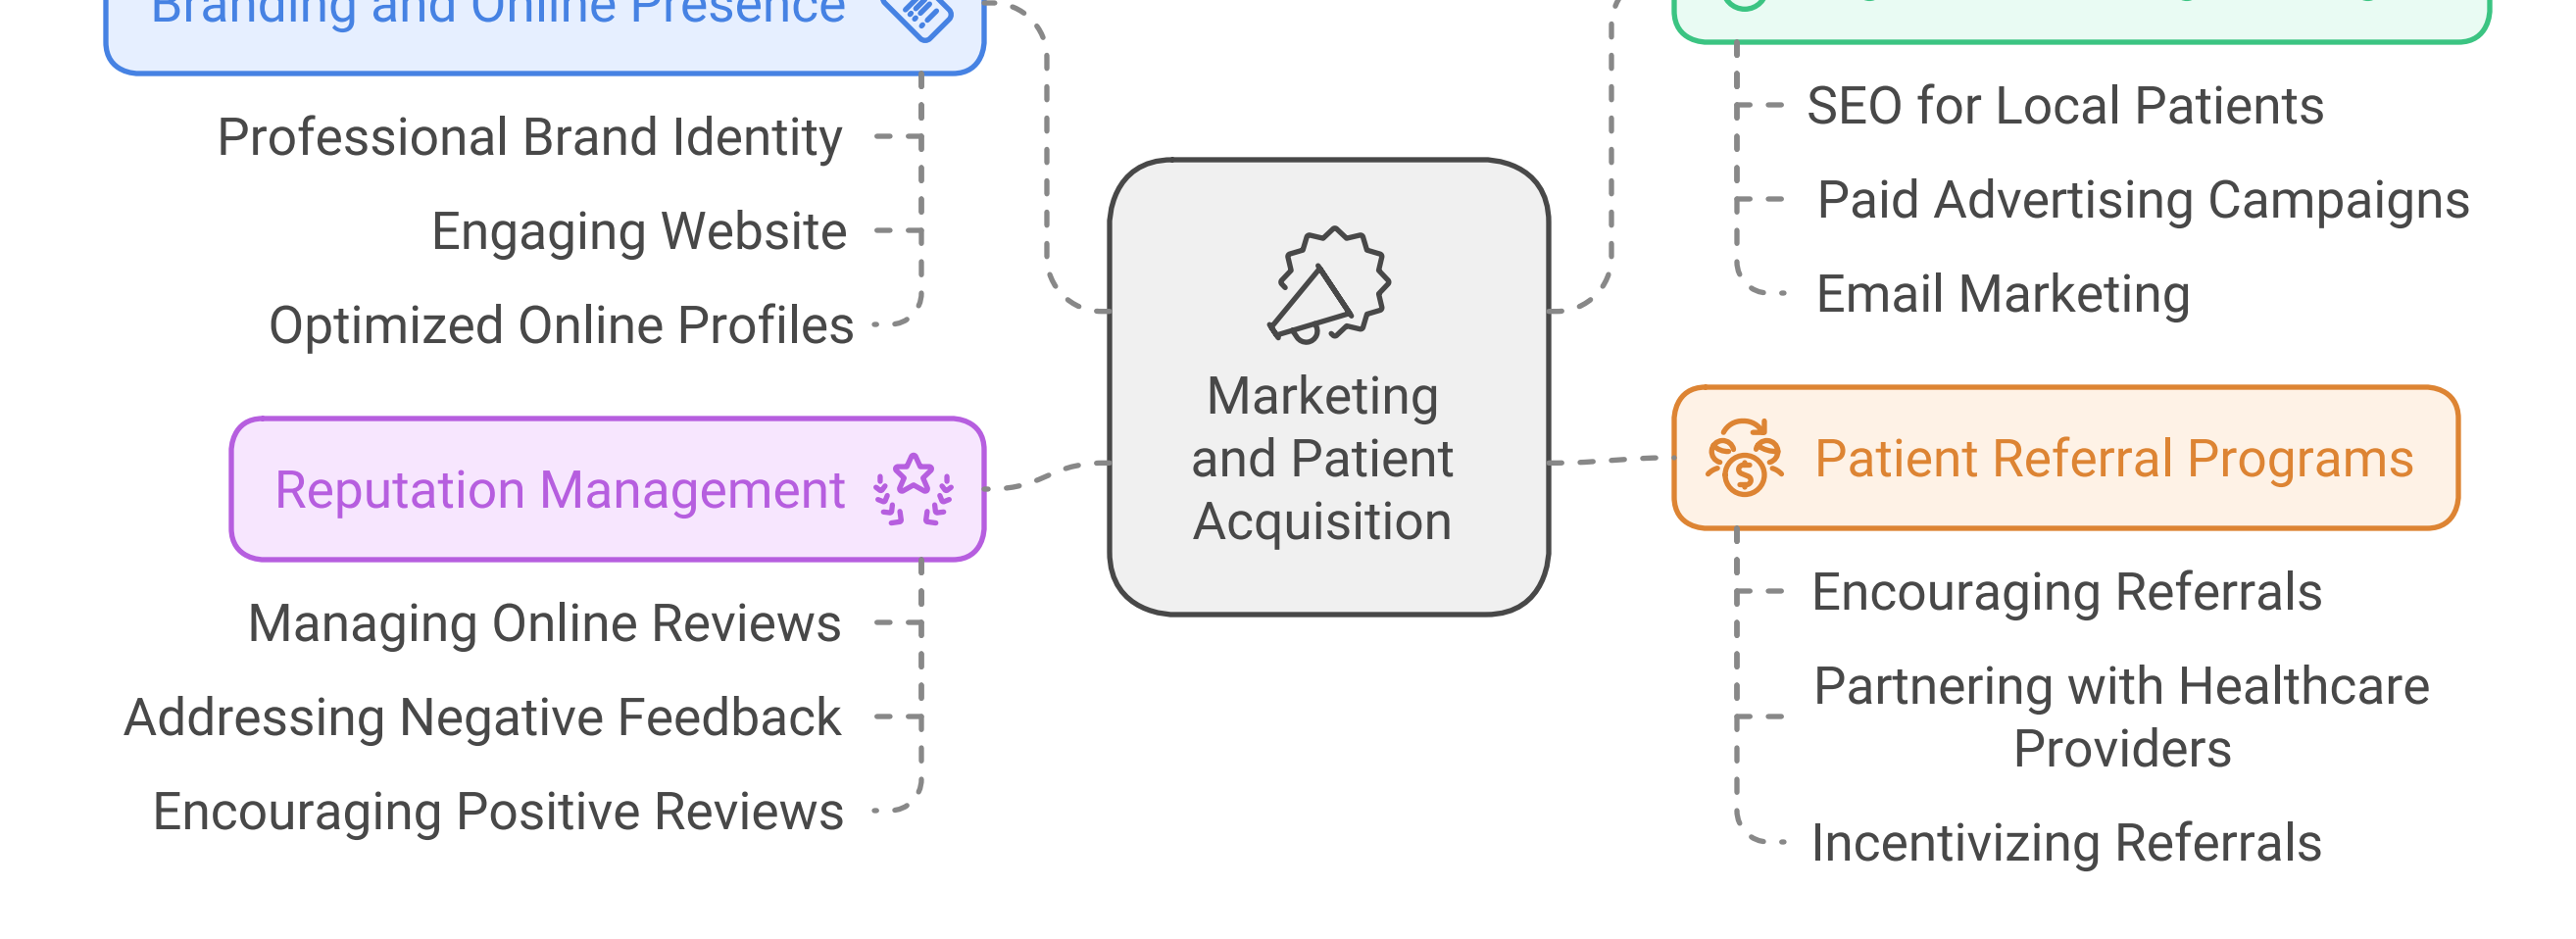 Branding and Online Presence
Professional Brand Identity
Engaging Website
Optimized Online Profiles
Reputation Management
Managing Online Reviews
Addressing Negative Feedback
Encouraging Positive Reviews
Marketing
and Patient
Acquisition
SEO for Local Patients
Paid Advertising Campaigns
Email Marketing
Patient Referral Programs
Encouraging Referrals
Partnering with Healthcare
Providers
Incentivizing Referrals